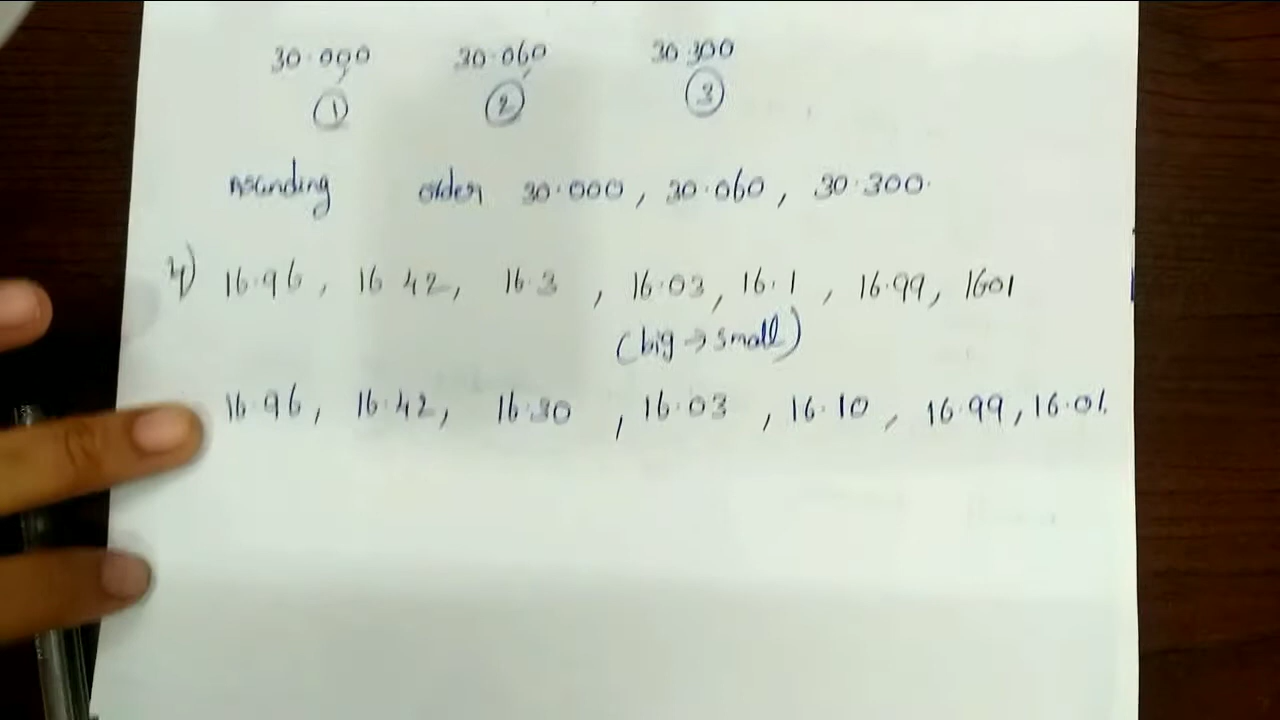 30.000 30.060 30.300
1 2 3
Ascending order 30.000, 30.060, 30.300.
4) 16.96, 16.42, 16.3, 16.03, 16.1, 16.99, 1601
(big → small)
16.96, 16.42, 16.30, 16.03, 16.10, 16.99, 16.01.